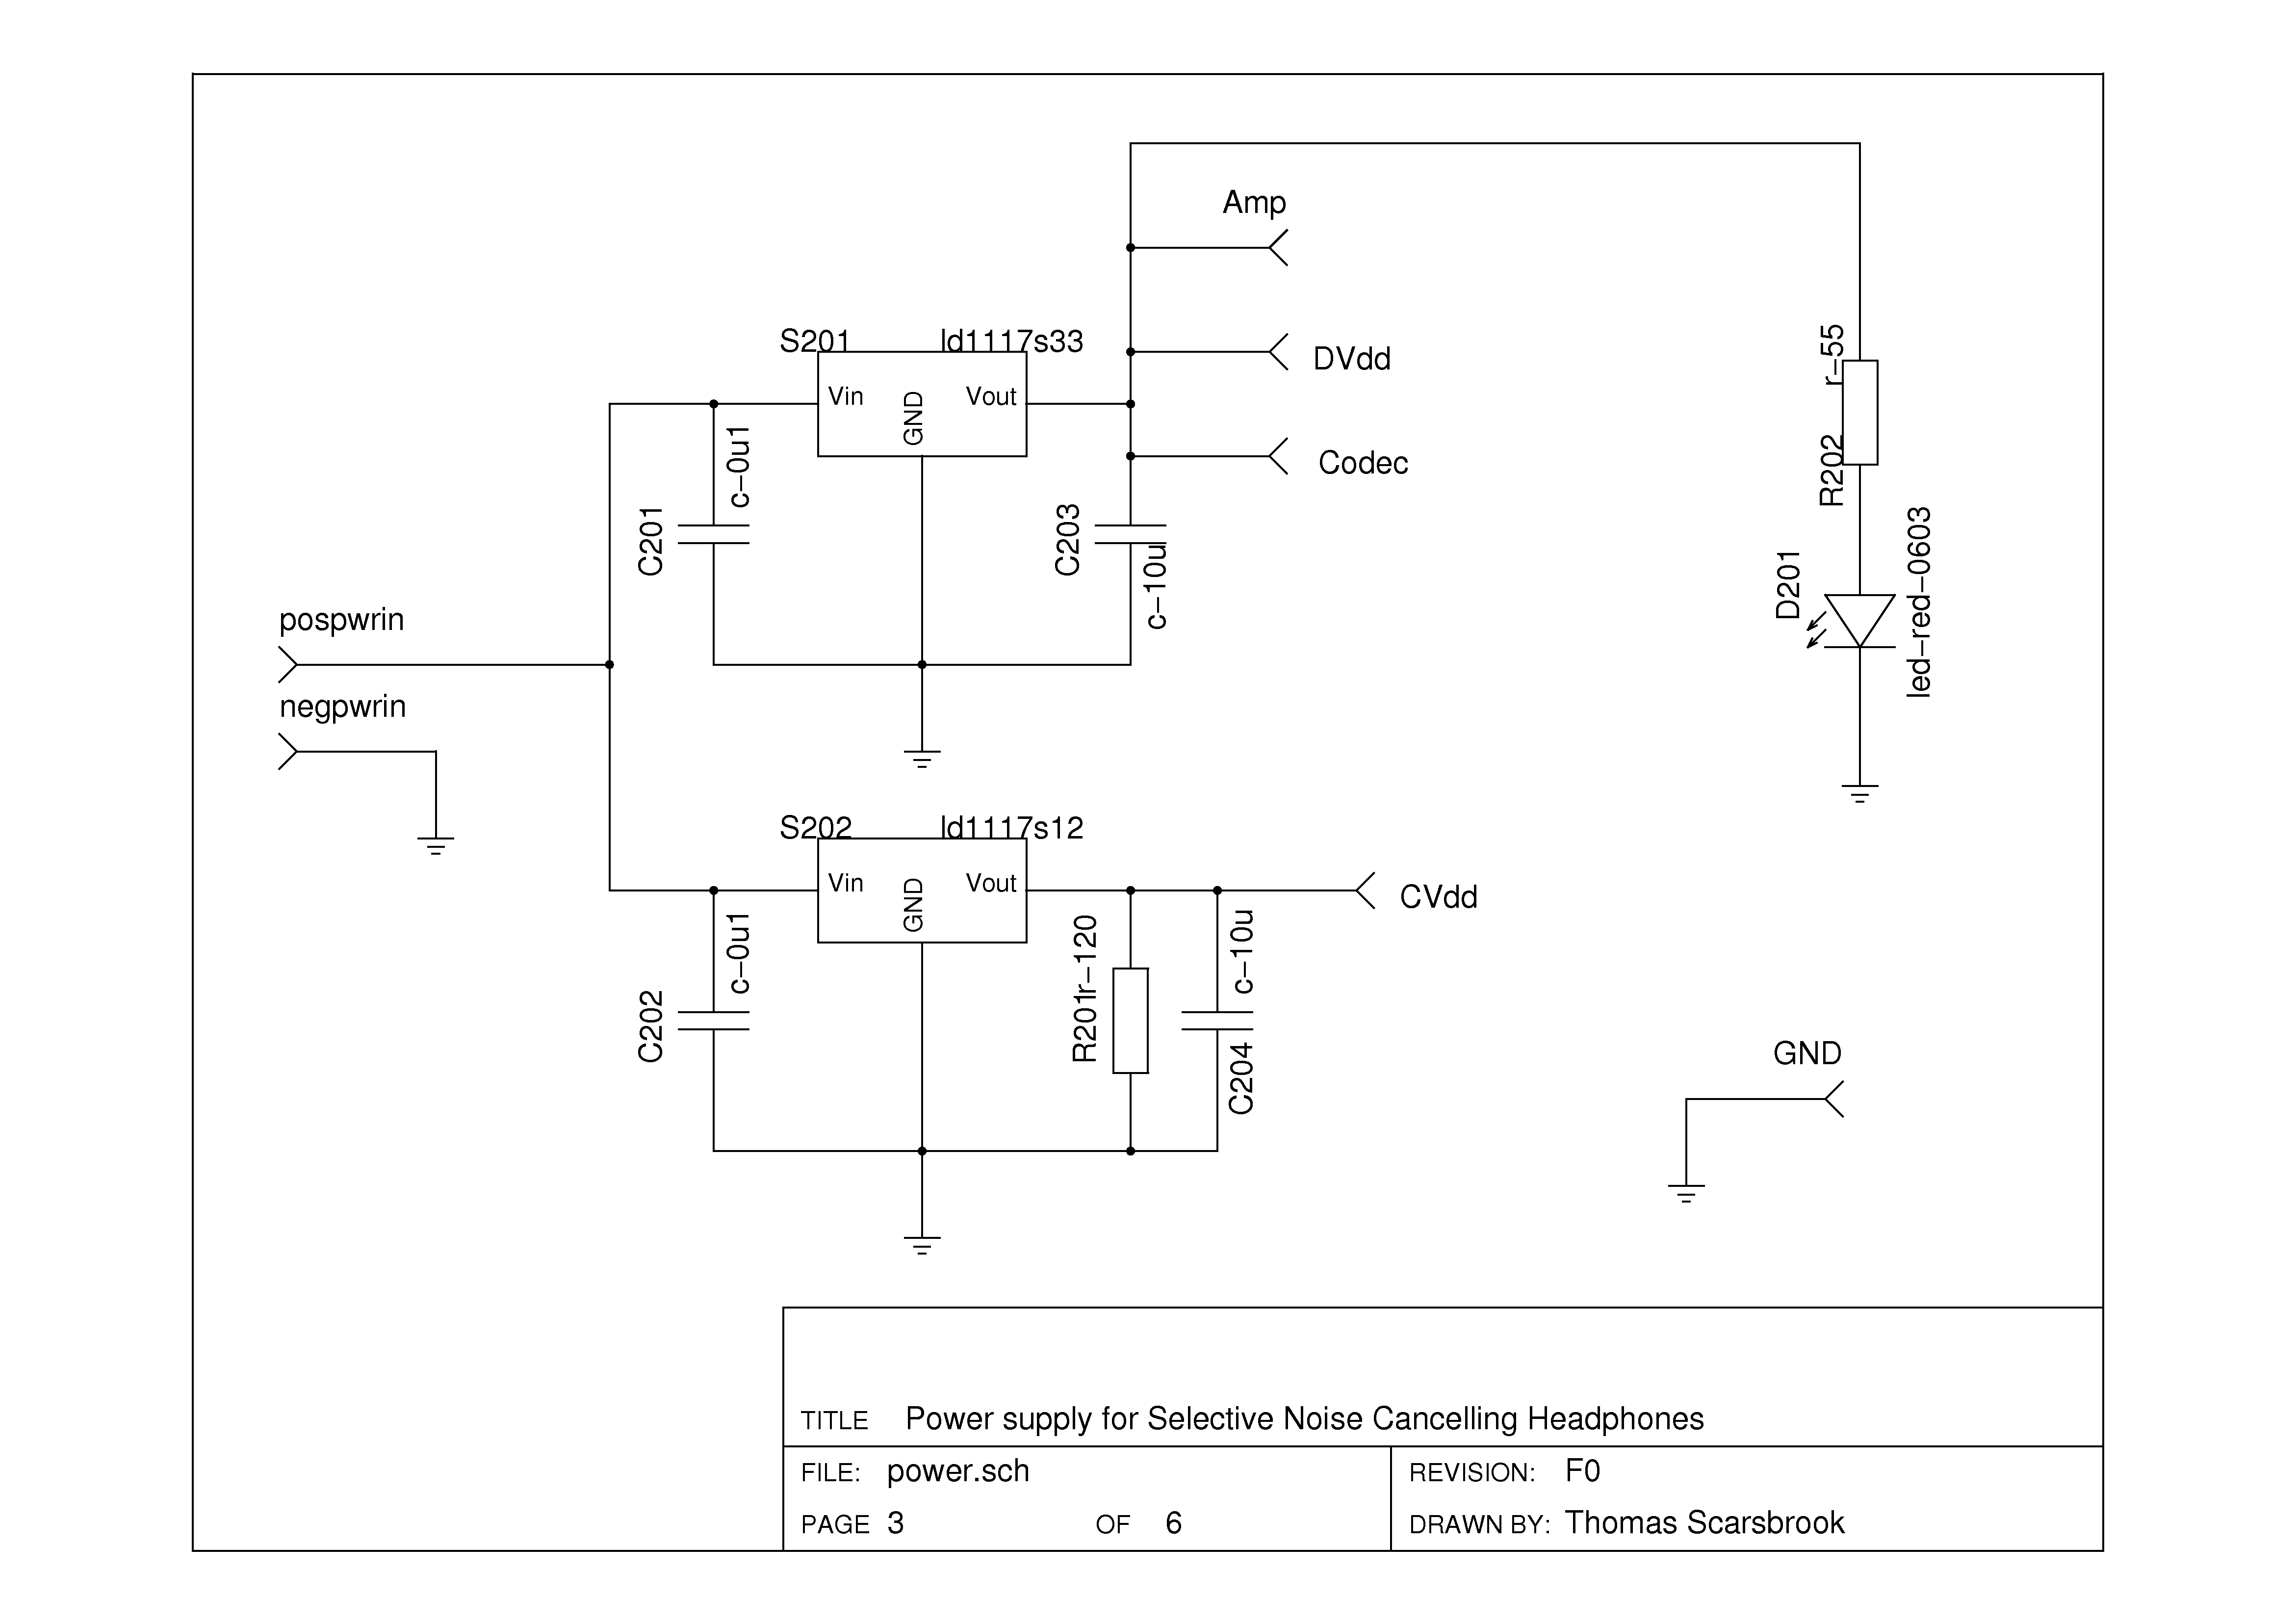 Amp
S201 ld1117s33
DVdd
Vin GND Vout
Codec
c-0u1
C201
C203
c-10u
r-55
R202
D201
led-red-0603
pospwrin
negpwrin
S202 ld1117s12
Vin GND Vout
CVdd
c-0u1
C202
r-120
R201
c-10u
C204
GND
TITLE Power supply for Selective Noise Cancelling Headphones
FILE: power.sch REVISION: F0
PAGE 3 OF 6 DRAWN BY: Thomas Scarsbrook